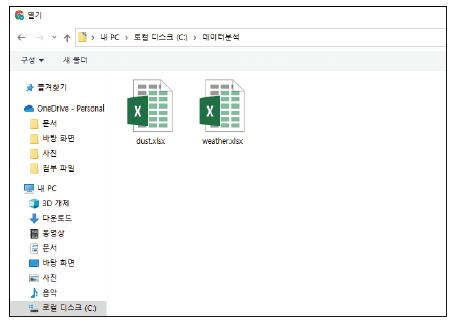 열기
내 PC > 로컬 디스크 (C:) > 데이터분석
구성 새 폴더
즐겨찾기
OneDrive - Personal
문서
바탕 화면
사진
첨부 파일
내 PC
3D 개체
다운로드
동영상
문서
바탕 화면
사진
음악
로컬 디스크 (C:)
dust.xlsx
weather.xlsx